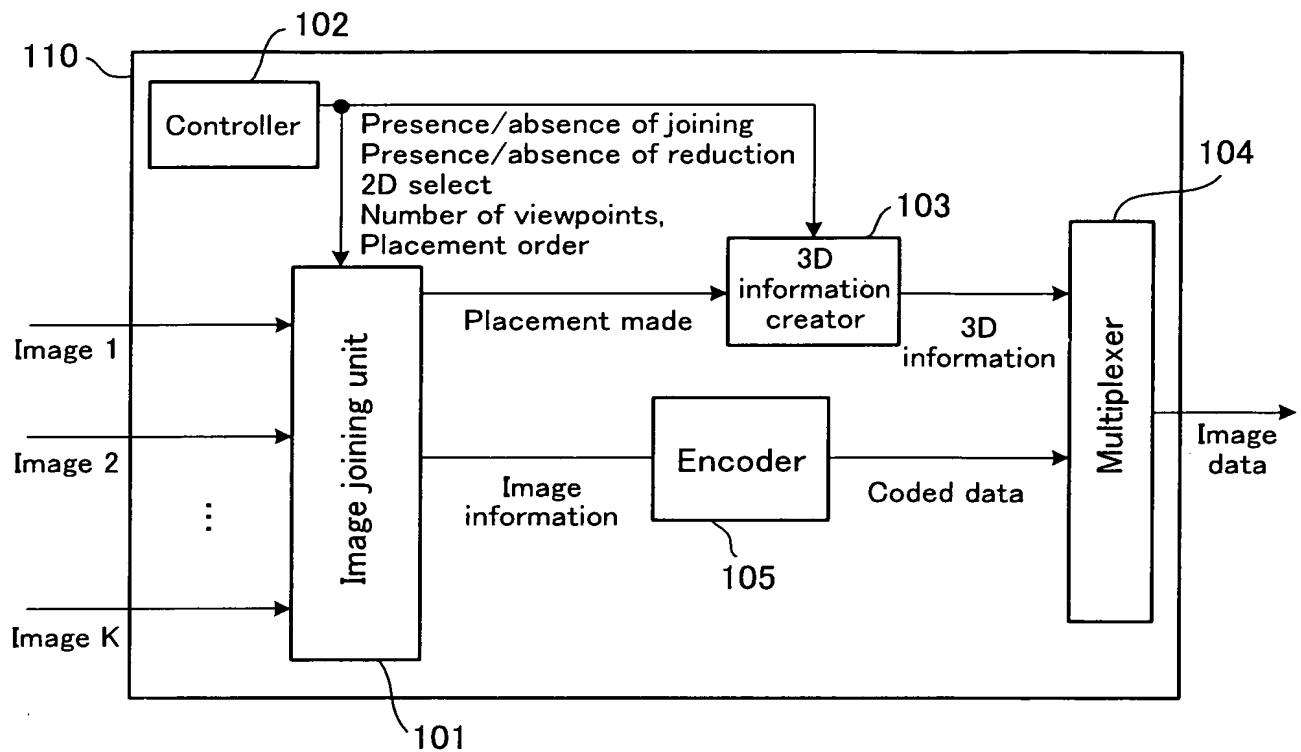 102
110
Controller
Presence/absence of joining
Presence/absence of reduction
2D select
Number of viewpoints,
Placement order
104
103
3D
information
creator
Placement made
3D
information
Image 1
Image 2
⋮
Image K
Image joining unit
Image
information
Encoder
105
Coded data
Multiplexer
Image
data
101